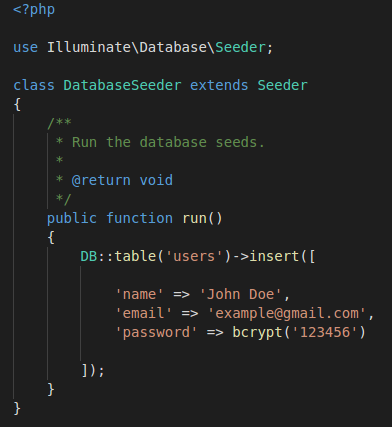 <?php
use Illuminate\Database\Seeder;
class DatabaseSeeder extends Seeder
{
/**
* Run the database seeds.
*
* @return void
*/
public function run()
{
DB::table('users')->insert([
'name' => 'John Doe',
'email' => 'example@gmail.com',
'password' => bcrypt('123456')
]);
}
}